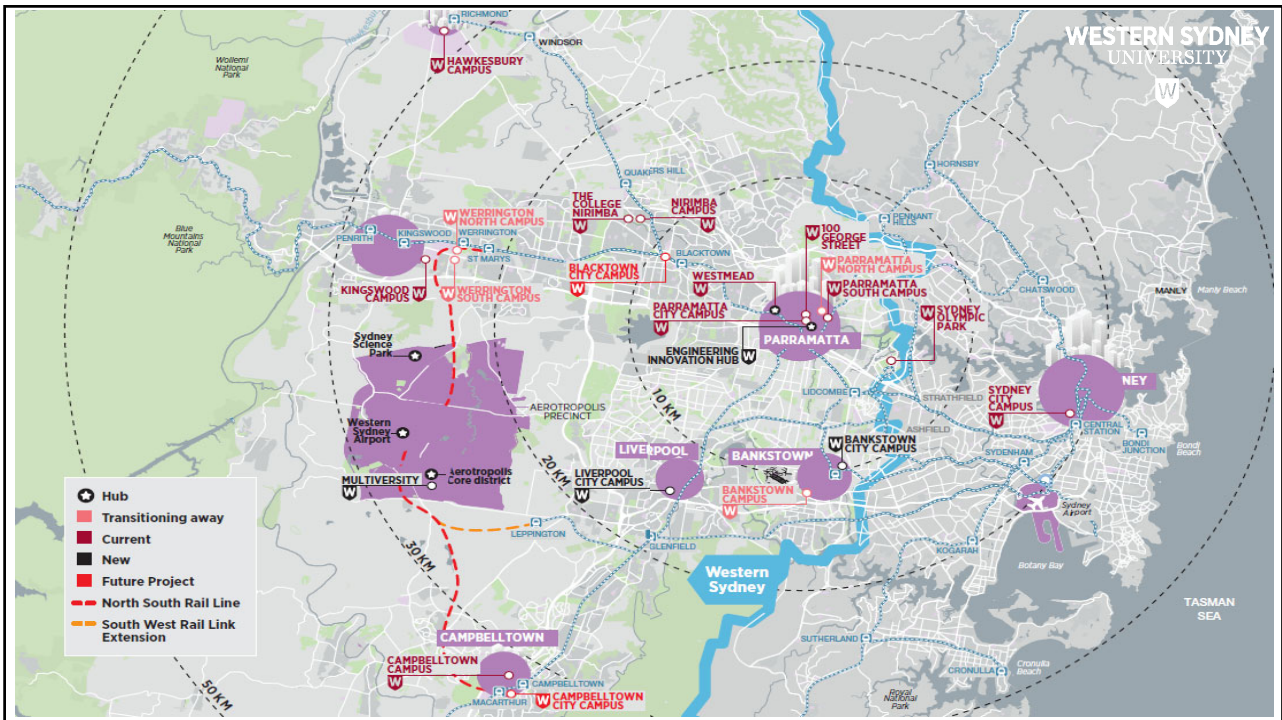 RICHMOND
WINDSOR
WESTERN SYDNEY
UNIVERSITY
W
Wollemi
National
Park
W HAWKESBURY
CAMPUS
HORNSBY
QUAKERS HILL
THE
COLLEGE
NIRIMBA
W
NIRIMBA
CAMPUS
W
W WERRINGTON
NORTH CAMPUS
PENNANT
HILLS
Blue
Mountains
National
Park
PENRITH
KINGSWOOD
WERRINGTON
ST MARYS
W 100
GEORGE
STREET
BLACKTOWN
BLACKTOWN
CITY CAMPUS
W
WESTMEAD
W
W PARRAMATTA
NORTH CAMPUS
W PARRAMATTA
SOUTH CAMPUS
KINGSWOOD
CAMPUS W
W WERRINGTON
SOUTH CAMPUS
CHATSWOOD
MANLY
Manly Beach
PARRAMATTA
CITY CAMPUS
W
W SYDNEY
OLYMPIC
PARK
Sydney
Science
Park
PARRAMATTA
ENGINEERING
INNOVATION HUB W
NEY
LIDCOMBE
STRATHFIELD
SYDNEY
CITY
CAMPUS
W
AEROTROPOLIS
PRECINCT
10 KM
ASHFIELD
CENTRAL
STATION
BONDI
JUNCTION
Bondi
Beach
Western
Sydney
Airport
LIVERPOOL
BANKSTOWN
W BANKSTOWN
CITY CAMPUS
SYDENHAM
20 KM
Aerotropolis
Core district
MULTIVERSITY
W
LIVERPOOL
CITY CAMPUS
W
BANKSTOWN
CAMPUS
W
Sydney
Airport
LEPPINGTON
GLENFIELD
KOGARAH
30 KM
Botany Bay
Western
Sydney
TASMAN
SEA
Hub
Transitioning away
Current
New
Future Project
North South Rail Line
South West Rail Link
Extension
CAMPBELLTOWN
SUTHERLAND
CRONULLA
Cronulla
Beach
CAMPBELLTOWN
CAMPUS
W
CAMPBELLTOWN
MACARTHUR
W CAMPBELLTOWN
CITY CAMPUS
50 KM
Royal
National
Park